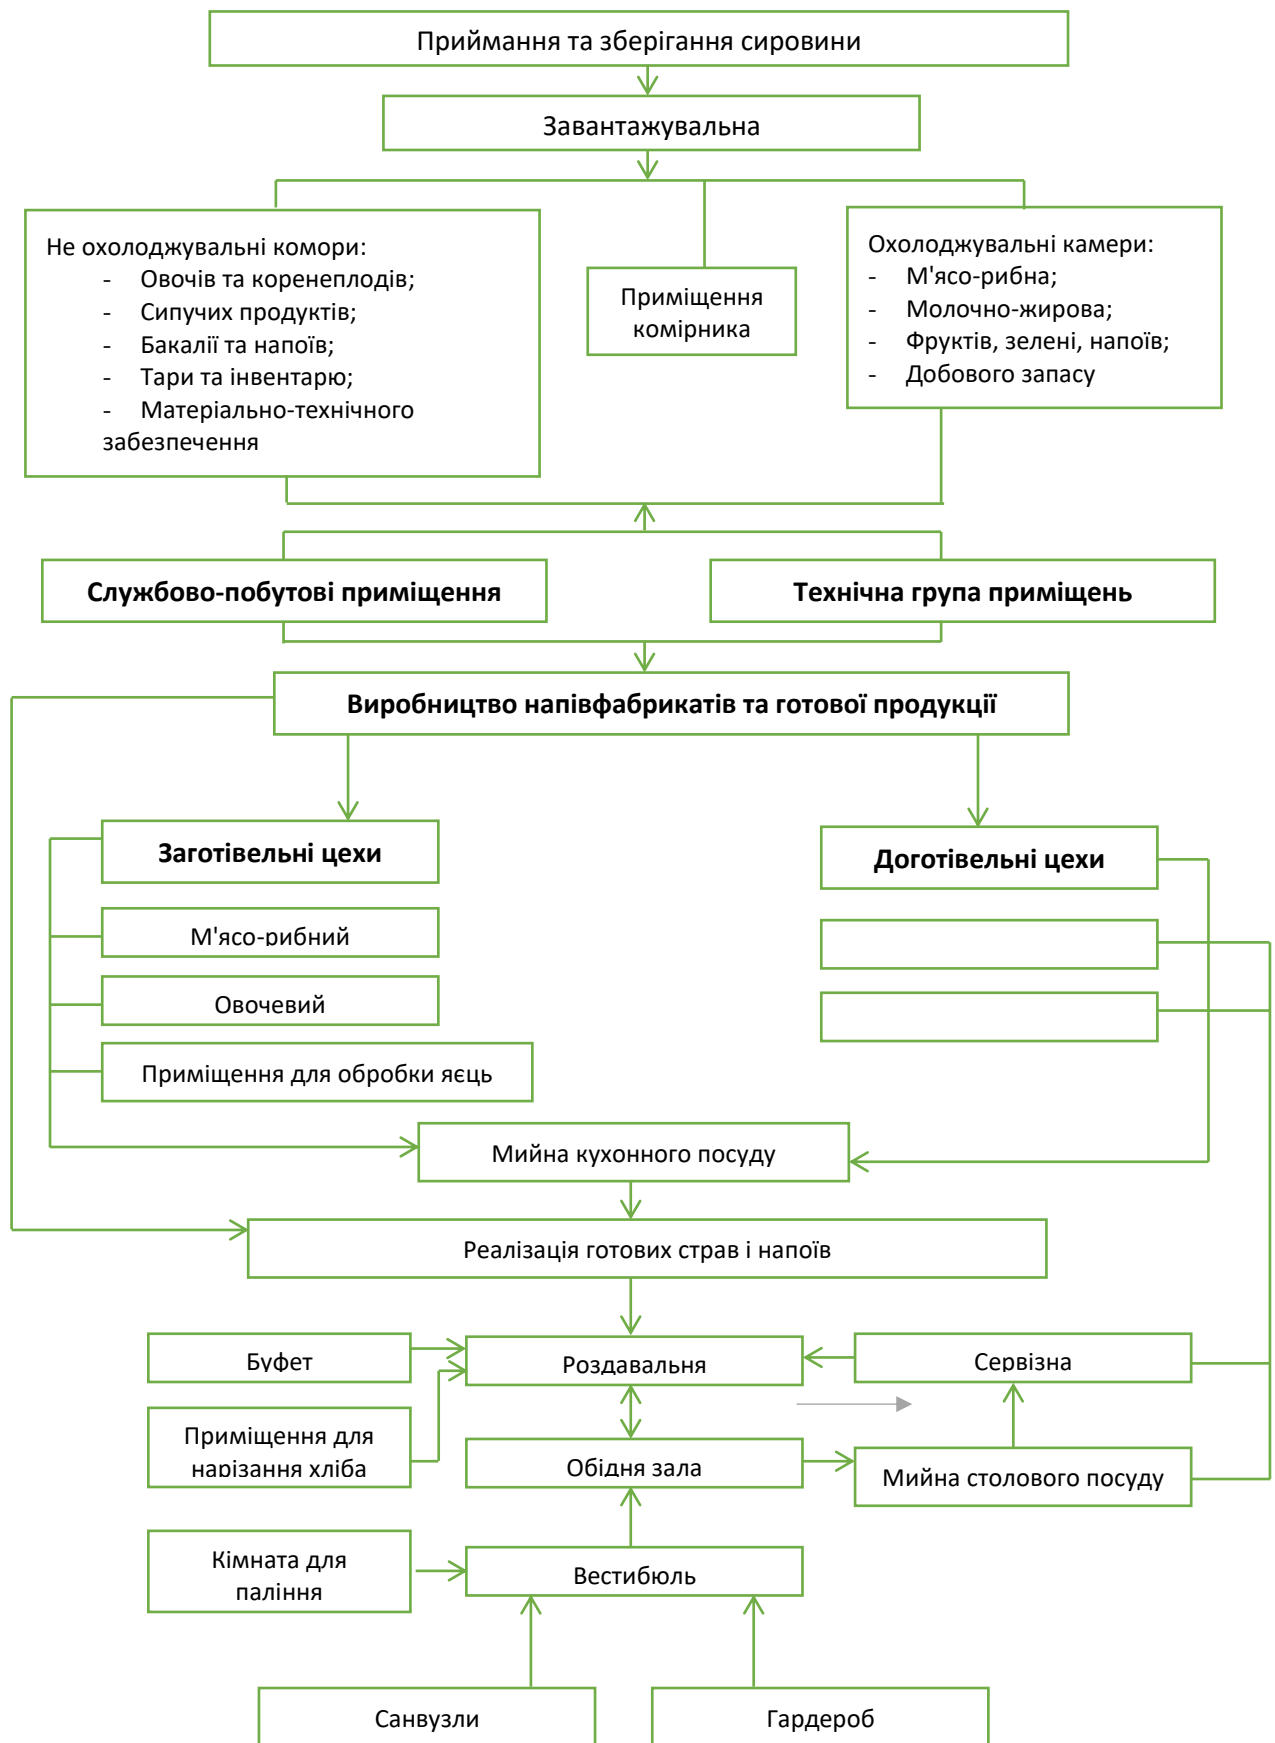 Приймання та зберігання сировини
Завантажувальна
Не охолоджувальні комори:
- Овочів та коренеплодів;
- Сипучих продуктів;
- Бакалії та напоїв;
- Тари та інвентарю;
- Матеріально-технічного
забезпечення
Приміщення
комірника
Охолоджувальні камери:
- М'ясо-рибна;
- Молочно-жирова;
- Фруктів, зелені, напоїв;
- Добового запасу
Службово-побутові приміщення
Технічна група приміщень
Виробництво напівфабрикатів та готової продукції
Заготівельні цехи
Доготівельні цехи
М'ясо-рибний
Овочевий
Приміщення для обробки яєць
Мийна кухонного посуду
Реалізація готових страв і напоїв
Буфет
Роздавальня
Сервізна
Приміщення для
нарізання хліба
Обідня зала
Мийна столового посуду
Кімната для
паління
Вестибюль
Санвузли
Гардероб